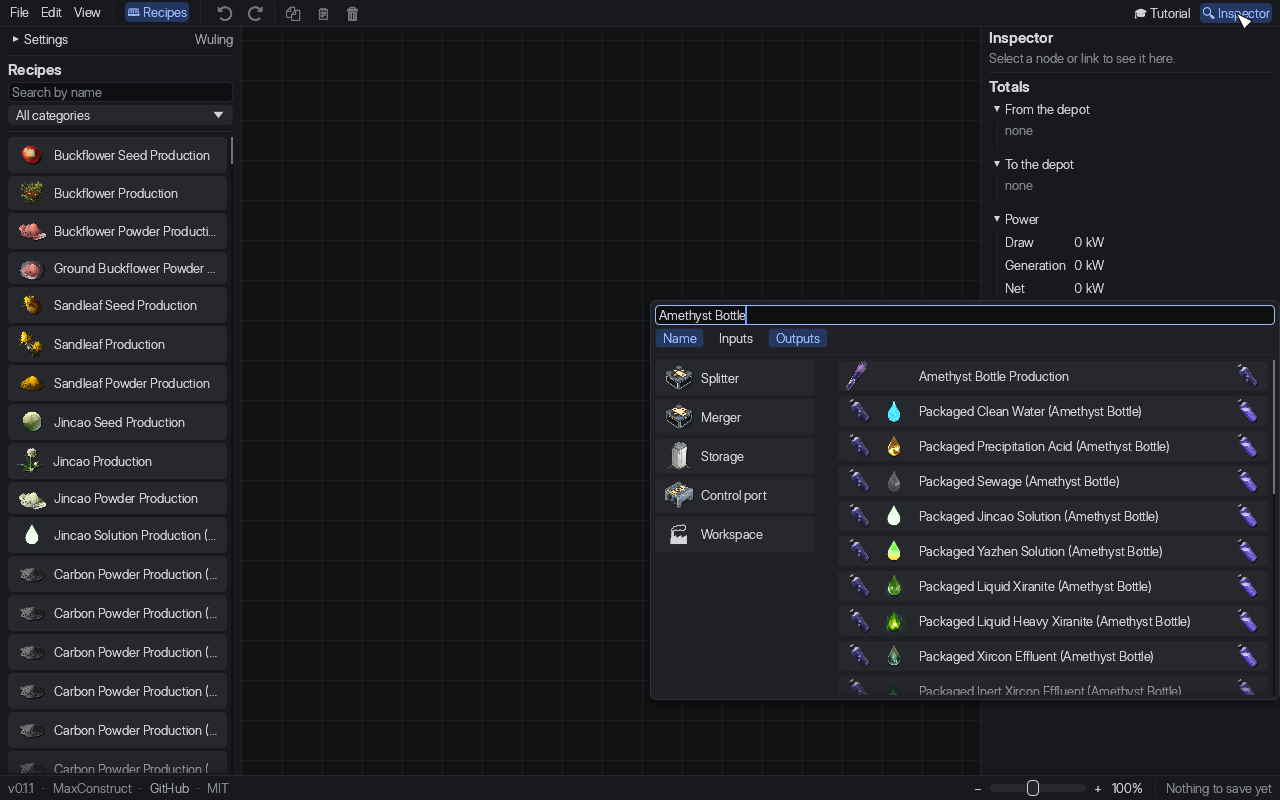 File Edit View Recipes Tutorial Inspector
Settings Wuling
Recipes
Search by name
All categories
Buckflower Seed Production
Buckflower Production
Buckflower Powder Producti...
Ground Buckflower Powder ...
Sandleaf Seed Production
Sandleaf Production
Sandleaf Powder Production
Jincao Seed Production
Jincao Production
Jincao Powder Production
Jincao Solution Production (...
Carbon Powder Production (...
Carbon Powder Production (...
Carbon Powder Production (...
Carbon Powder Production (...
Carbon Powder Production (...
Carbon Powder Production (
Inspector
Select a node or link to see it here.
Totals
From the depot
none
To the depot
none
Power
Draw 0 kW
Generation 0 kW
Net 0 kW
Amethyst Bottle
Name Inputs Outputs
Splitter
Merger
Storage
Control port
Workspace
Amethyst Bottle Production
Packaged Clean Water (Amethyst Bottle)
Packaged Precipitation Acid (Amethyst Bottle)
Packaged Sewage (Amethyst Bottle)
Packaged Jincao Solution (Amethyst Bottle)
Packaged Yazhen Solution (Amethyst Bottle)
Packaged Liquid Xiranite (Amethyst Bottle)
Packaged Liquid Heavy Xiranite (Amethyst Bottle)
Packaged Xircon Effluent (Amethyst Bottle)
Packaged Inert Xircon Effluent (Amethyst Bottle)
v0.1.1 · MaxConstruct · GitHub · MIT
− + 100% Nothing to save yet